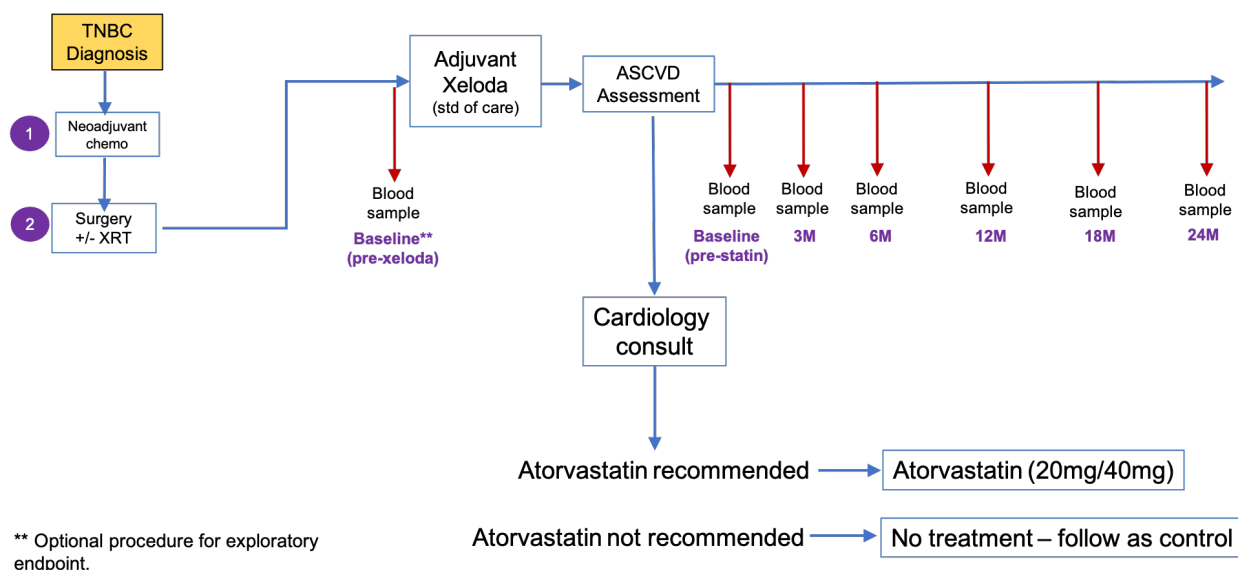 TNBC
Diagnosis
1
Neoadjuvant
chemo
2
Surgery
+/- XRT
Adjuvant
Xeloda
(std of care)
ASCVD
Assessment
Blood
sample
Baseline**
(pre-xeloda)
Blood
sample
Baseline
(pre-statin)
Blood
sample
3M
Blood
sample
6M
Blood
sample
12M
Blood
sample
18M
Blood
sample
24M
Cardiology
consult
Atorvastatin recommended
Atorvastatin (20mg/40mg)
Atorvastatin not recommended
No treatment – follow as control
** Optional procedure for exploratory
endpoint.